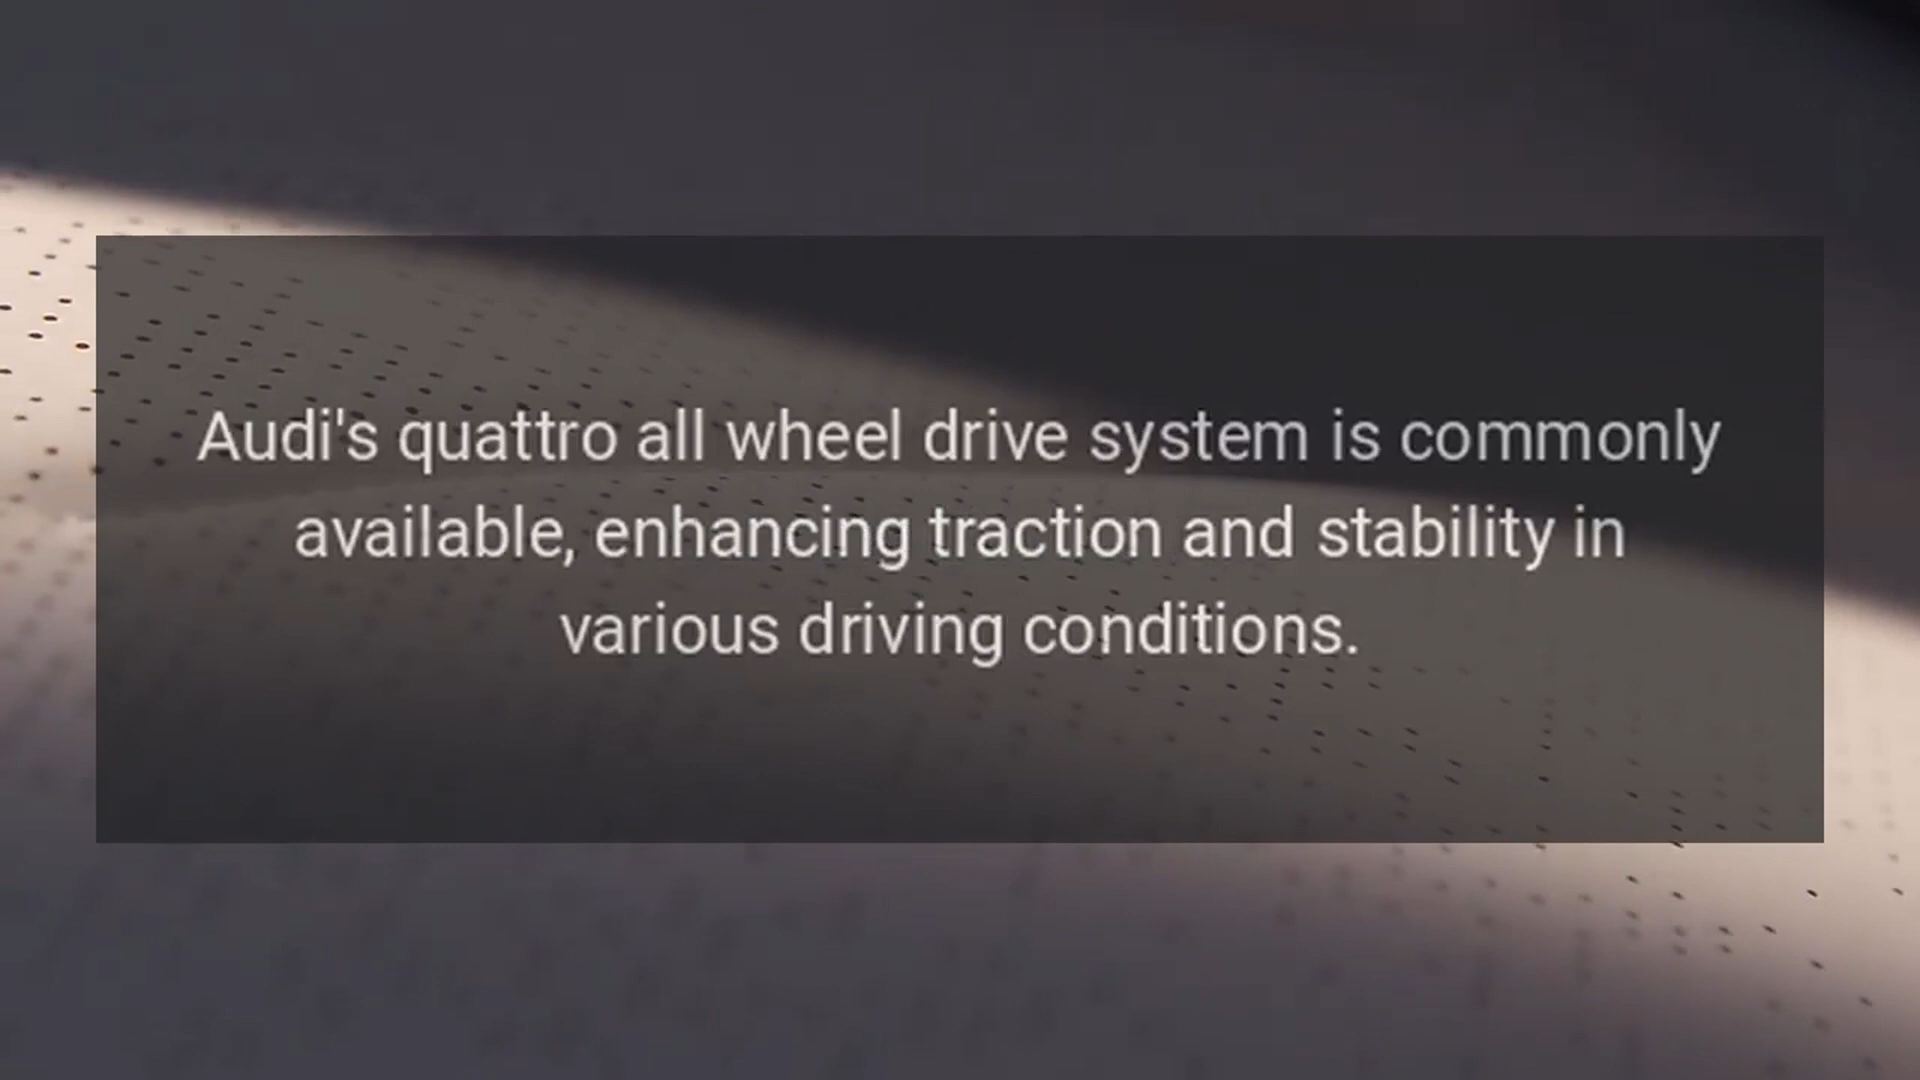 Audi's quattro all wheel drive system is commonly
available, enhancing traction and stability in
various driving conditions.